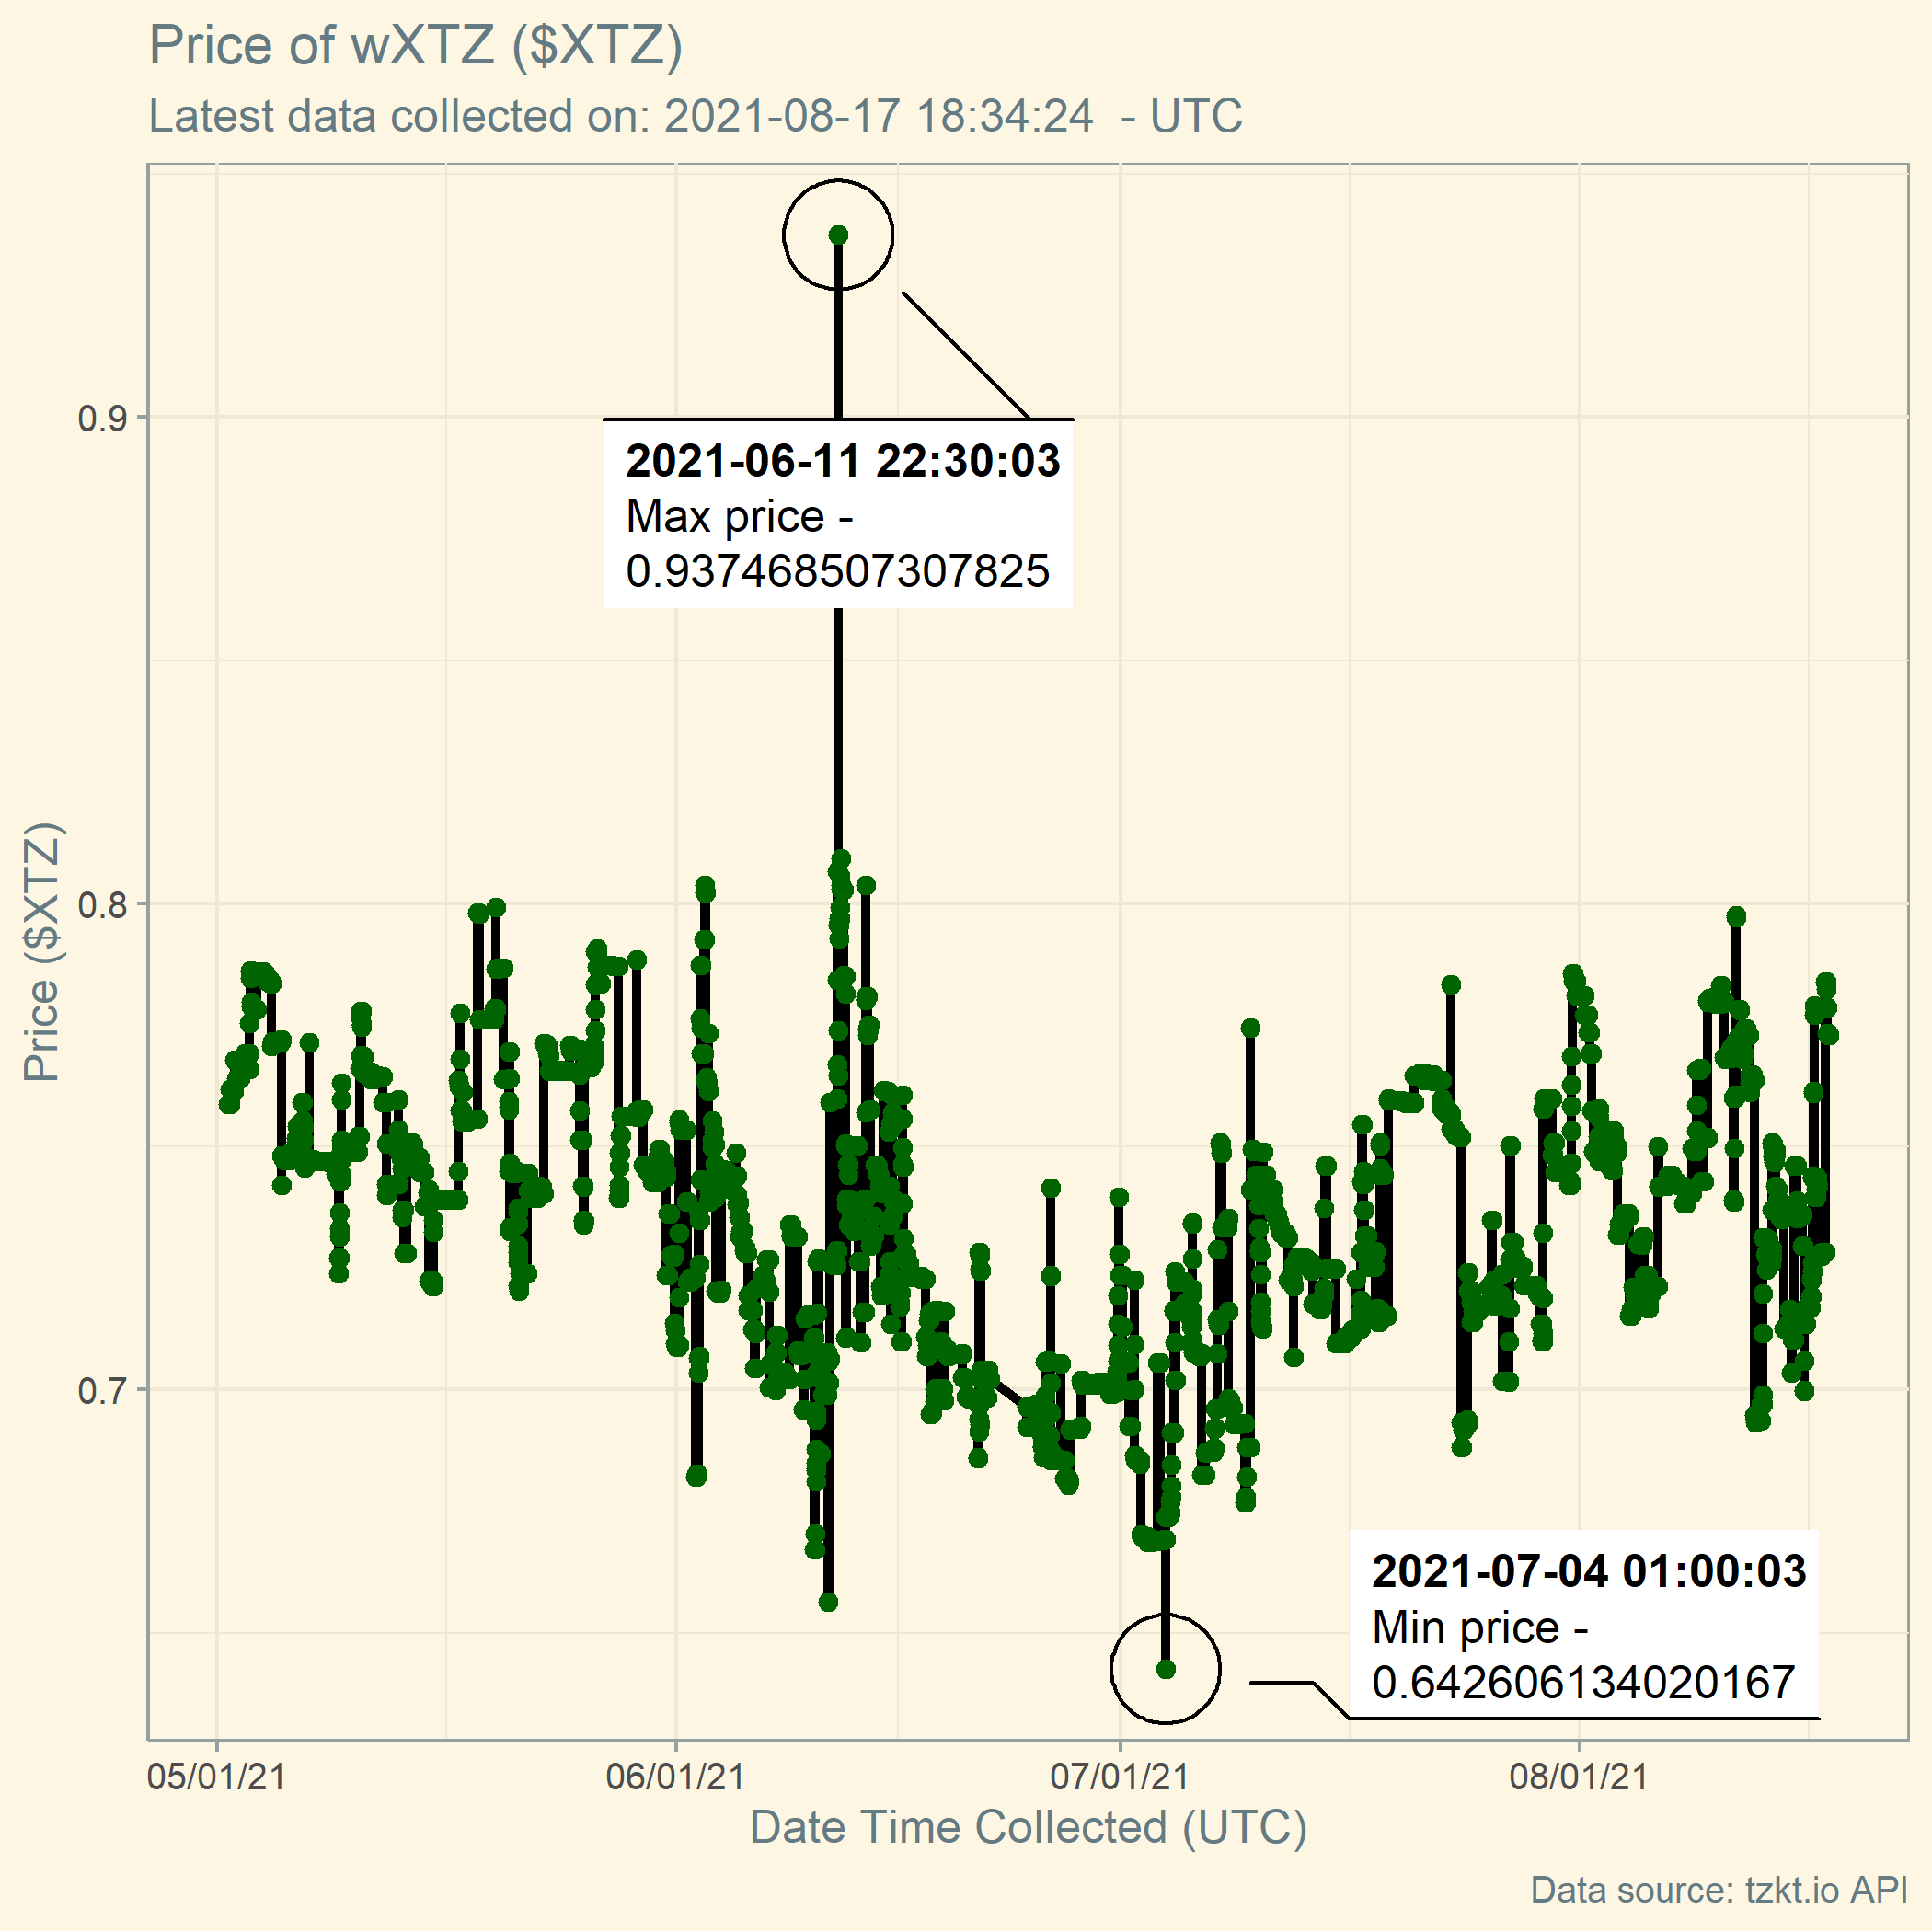 Price of wXTZ ($XTZ)
Latest data collected on: 2021-08-17 18:34:24  - UTC
2021-06-11 22:30:03
Max price -
0.937468507307825
2021-07-04 01:00:03
Min price -
0.642606134020167
Price ($XTZ)
0.9
0.8
0.7
05/01/21
06/01/21
07/01/21
08/01/21
Date Time Collected (UTC)
Data source: tzkt.io API